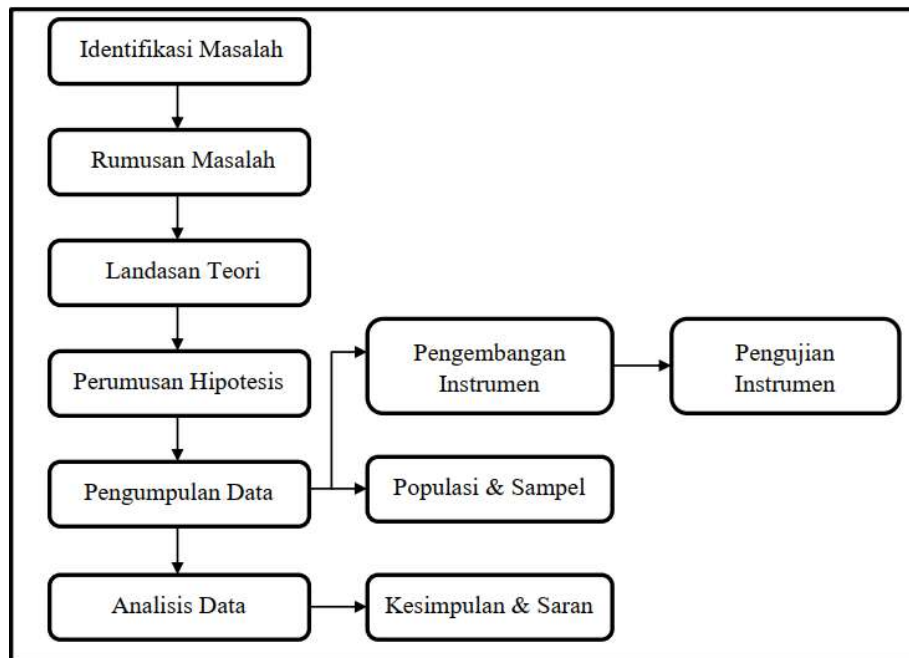 Identifikasi Masalah
Rumusan Masalah
Landasan Teori
Perumusan Hipotesis
Pengembangan
Instrumen
Pengujian
Instrumen
Pengumpulan Data
Populasi & Sampel
Analisis Data
Kesimpulan & Saran